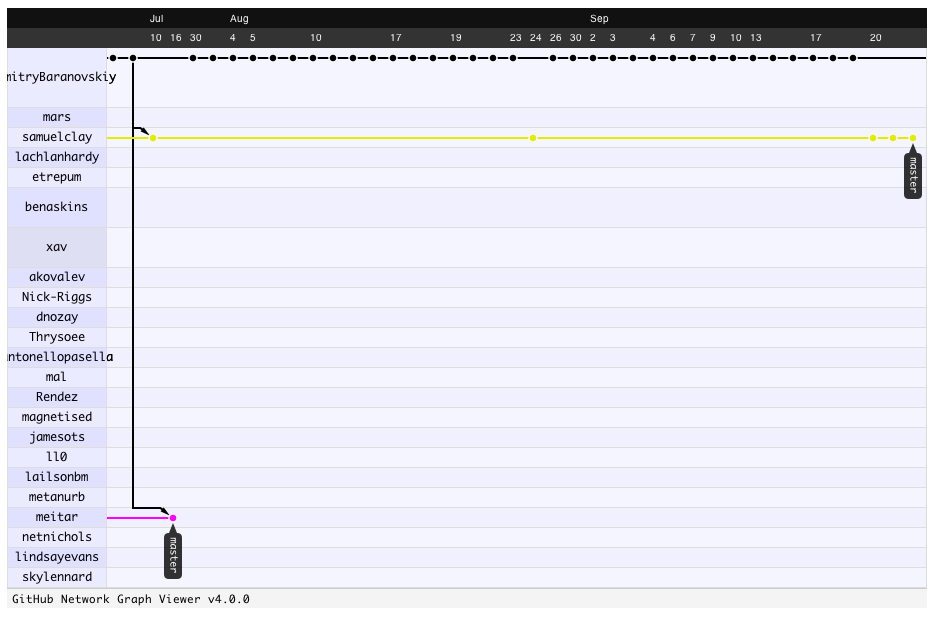 Jul Aug Sep
10 16 30 4 5 10 17 19 23 24 26 30 2 3 4 6 7 9 10 13 17 20
mitryBaranovskiy
mars
samuelclay
lachlanhardy
etrepum
master
benaskins
xav
akovalev
Nick-Riggs
dnozay
Thrysoee
ntonellopasella
mal
Rendez
magnetised
jamesots
ll0
lailsonbm
metanurb
meitar
netnichols
master
lindsayevans
skylennard
GitHub Network Graph Viewer v4.0.0